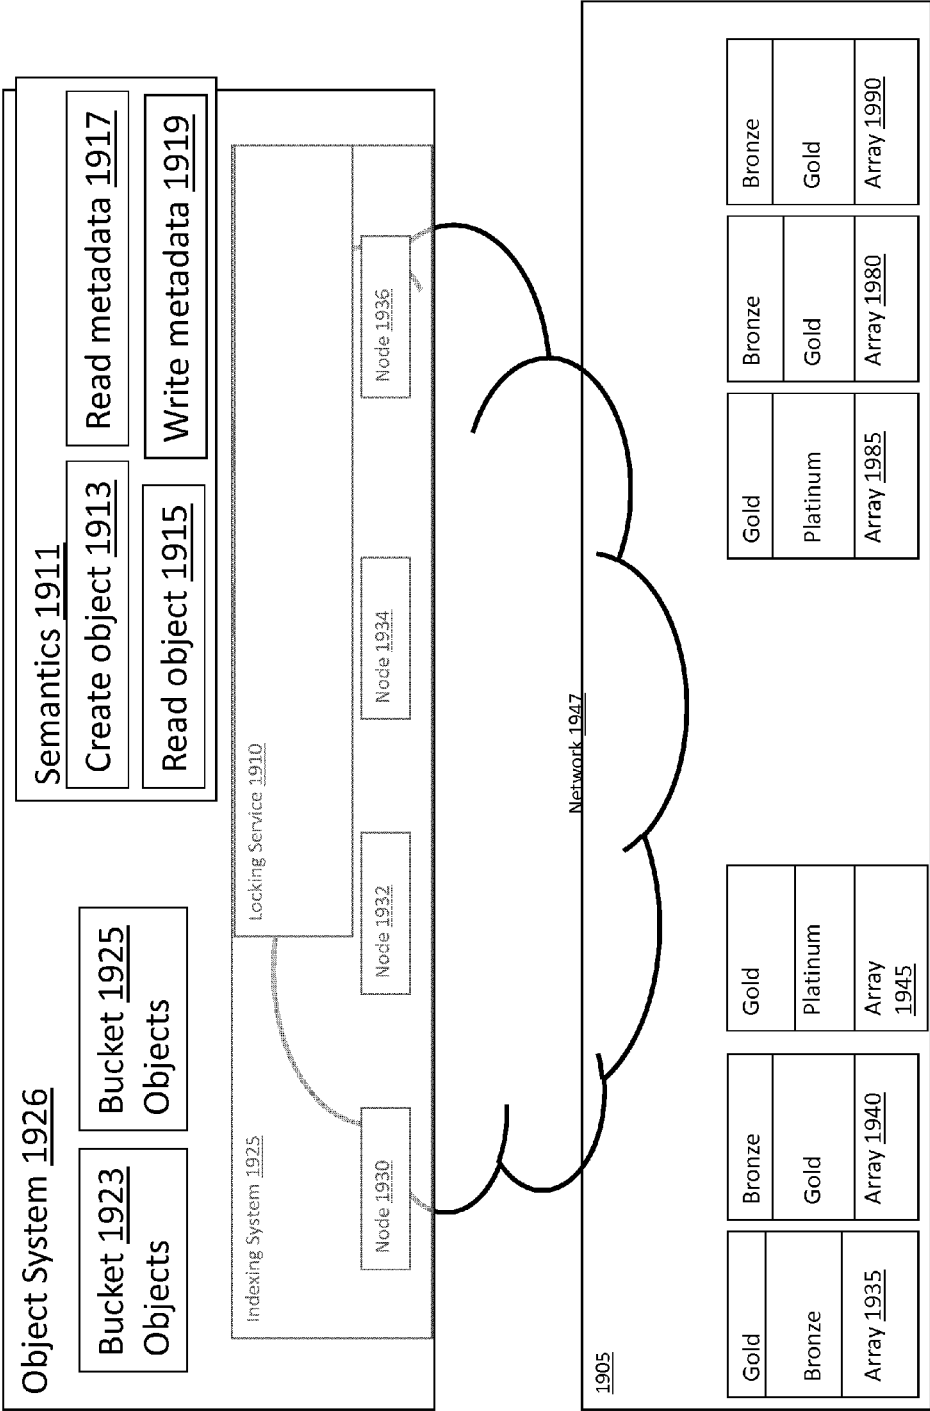 Object System 1926
Bucket 1923
Objects
Bucket 1925
Objects
Semantics 1911
Create object 1913
Read metadata 1917
Read object 1915
Write metadata 1919
Indexing System 1925
Locking Service 1910
Node 1930
Node 1932
Node 1934
Node 1936
Network 1947
1905
Gold
Bronze
Array 1935
Bronze
Gold
Array 1940
Gold
Platinum
Array
1945
Gold
Platinum
Array 1985
Bronze
Gold
Array 1980
Bronze
Gold
Array 1990